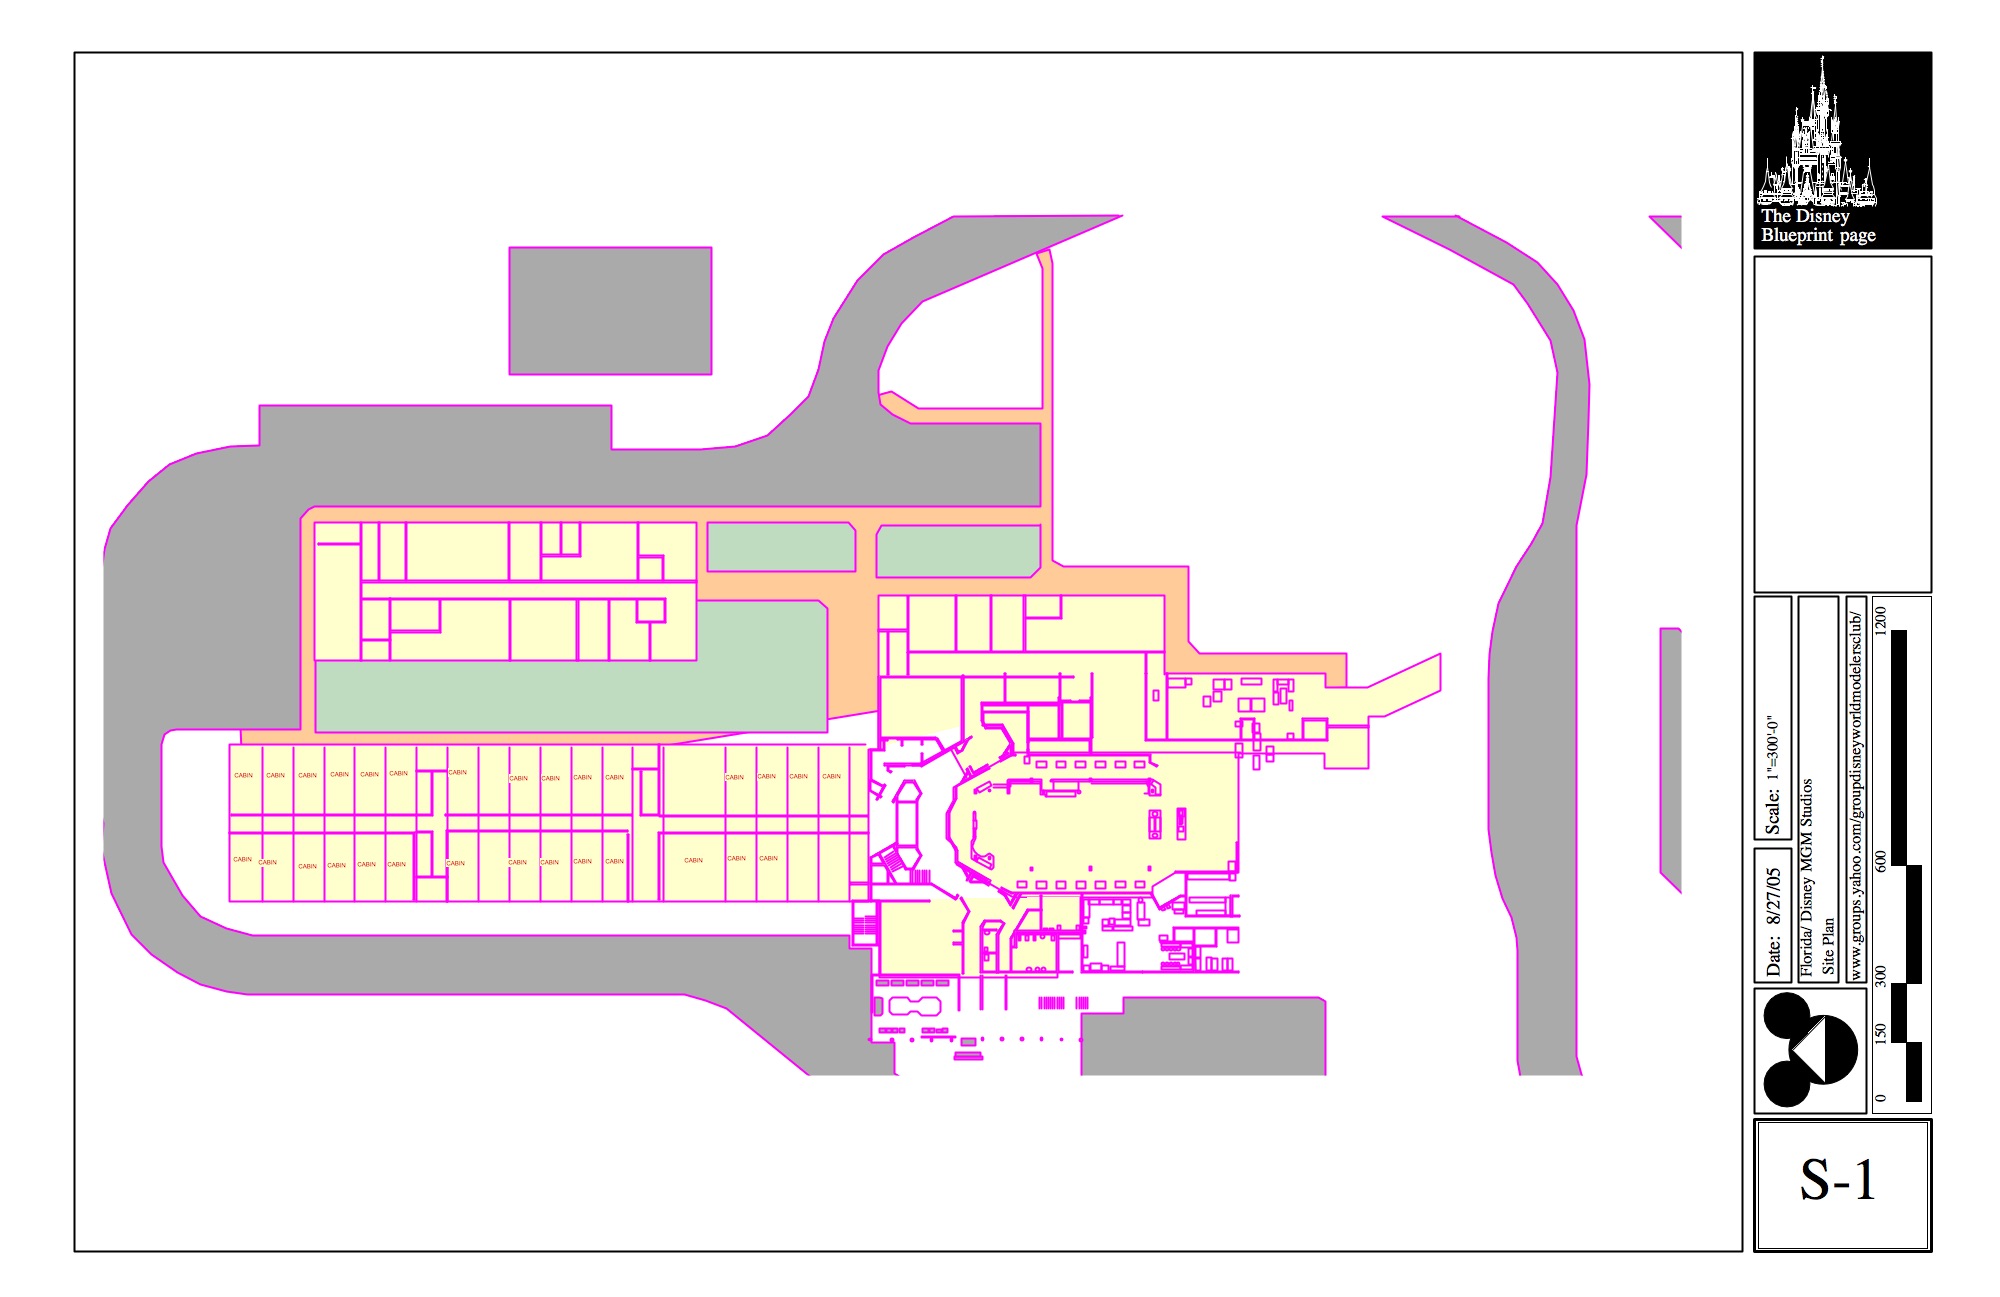 The Disney
Blueprint page
CABIN CABIN CABIN CABIN CABIN CABIN CABIN CABIN CABIN CABIN CABIN CABIN CABIN CABIN CABIN
CABIN CABIN CABIN CABIN CABIN CABIN CABIN CABIN CABIN CABIN CABIN CABIN CABIN CABIN
Scale: 1"=300'-0"
Date: 8/27/05
Florida/ Disney MGM Studios
Site Plan
www.groups.yahoo.com/groupdisneyworldmodelersclub/
0 150 300 600 1200
S-1